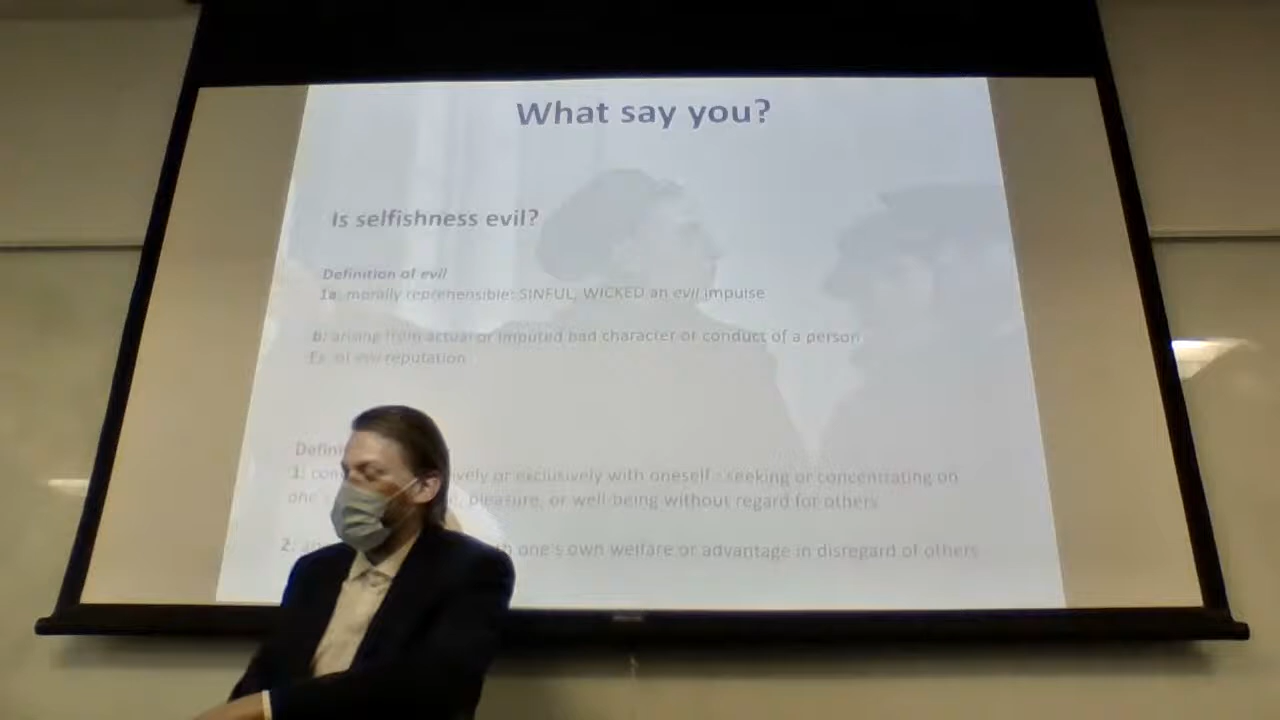 What say you?
Is selfishness evil?
Definition of evil
1a: morally reprehensible: SINFUL, WICKED an evil impulse
b: arising from actual or imputed bad character or conduct of a person
Ex. of evil reputation
1: ively or exclusively with oneself : seeking or concentrating on
one's pleasure, or well-being without regard for others
2: one's own welfare or advantage in disregard of others